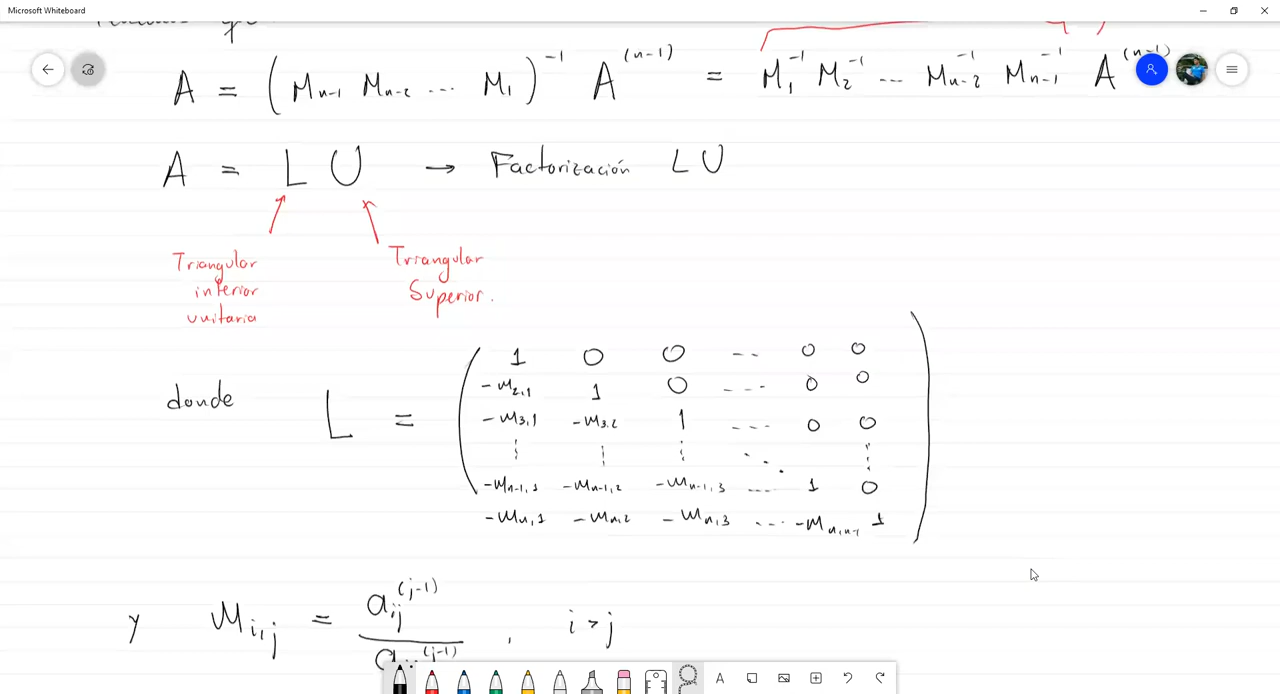 Microsoft Whiteboard
A = (M_{n-1} M_{n-2} ... M_1)^{-1} A^{(n-1)} = M_1^{-1} M_2^{-1} ... M_{n-2}^{-1} M_{n-1}^{-1} A^{(n-1)}
A = L U → Factorización L U
Triangular
inferior
unitaria
Triangular
Superior.
donde L =
1 0 0 ... 0 0
-m_{2,1} 1 0 ... 0 0
-m_{3,1} -m_{3,2} 1 ... 0 0
⋮ ⋮ ⋮ ⋱ ⋮
-m_{n-1,1} -m_{n-1,2} -m_{n-1,3} ... 1 0
-m_{n,1} -m_{n,2} -m_{n,3} ... -m_{n,n-1} 1
y m_{i,j} = a_{ij}^{(j-1)} / a^{(j-1)} , i > j
A